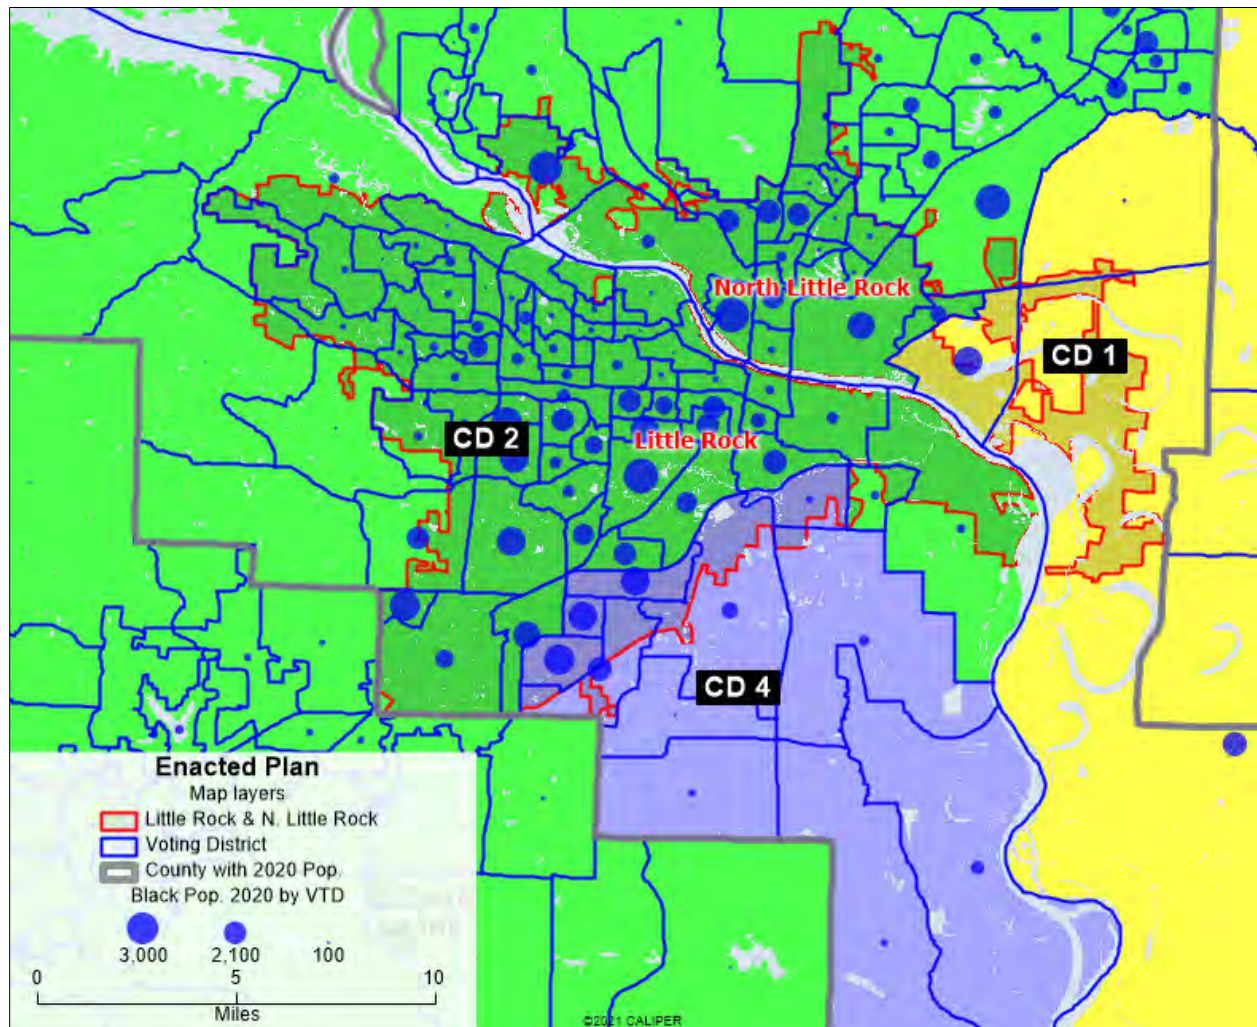 North Little Rock
CD 1
CD 2
Little Rock
CD 4
Enacted Plan
Map layers
Little Rock & N. Little Rock
Voting District
County with 2020 Pop.
Black Pop. 2020 by VTD
3,000 2,100 100
0 5 10
Miles
©2021 CALIPER